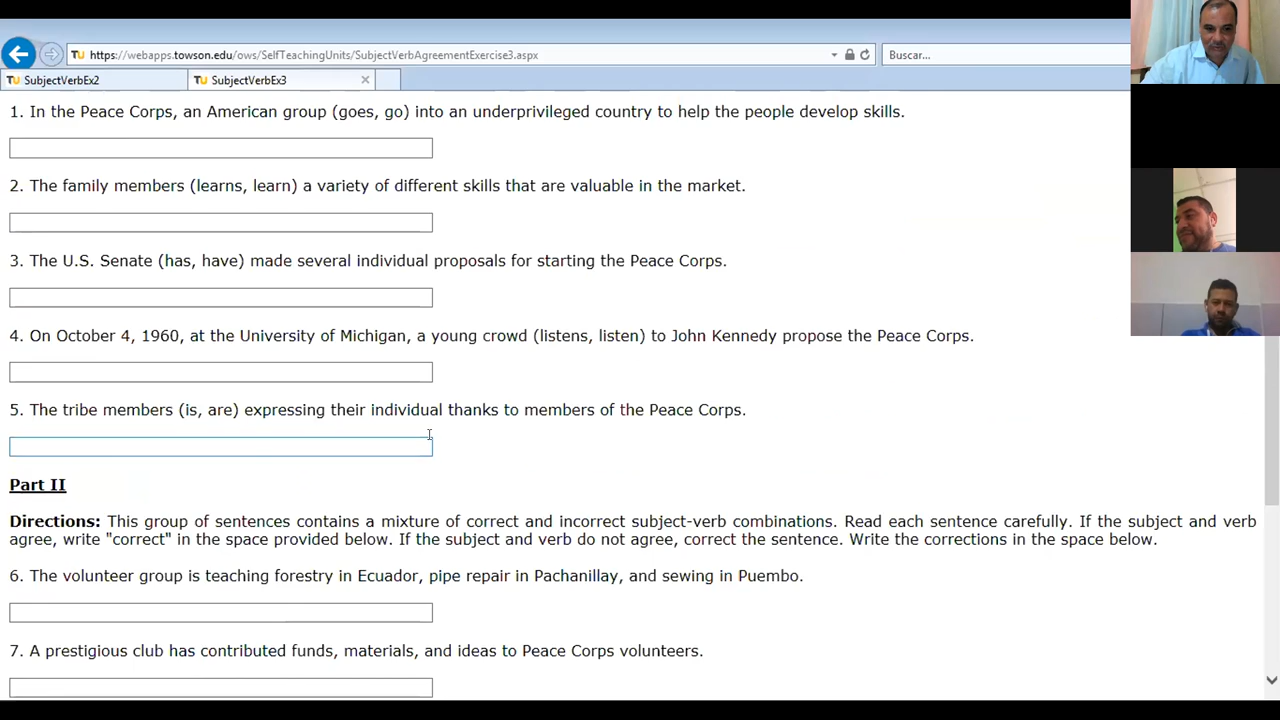 https://webapps.towson.edu/ows/SelfTeachingUnits/SubjectVerbAgreementExercise3.aspx
Buscar...
TU SubjectVerbEx2
TU SubjectVerbEx3
1. In the Peace Corps, an American group (goes, go) into an underprivileged country to help the people develop skills.
2. The family members (learns, learn) a variety of different skills that are valuable in the market.
3. The U.S. Senate (has, have) made several individual proposals for starting the Peace Corps.
4. On October 4, 1960, at the University of Michigan, a young crowd (listens, listen) to John Kennedy propose the Peace Corps.
5. The tribe members (is, are) expressing their individual thanks to members of the Peace Corps.
Part II
Directions: This group of sentences contains a mixture of correct and incorrect subject-verb combinations. Read each sentence carefully. If the subject and verb
agree, write "correct" in the space provided below. If the subject and verb do not agree, correct the sentence. Write the corrections in the space below.
6. The volunteer group is teaching forestry in Ecuador, pipe repair in Pachanillay, and sewing in Puembo.
7. A prestigious club has contributed funds, materials, and ideas to Peace Corps volunteers.